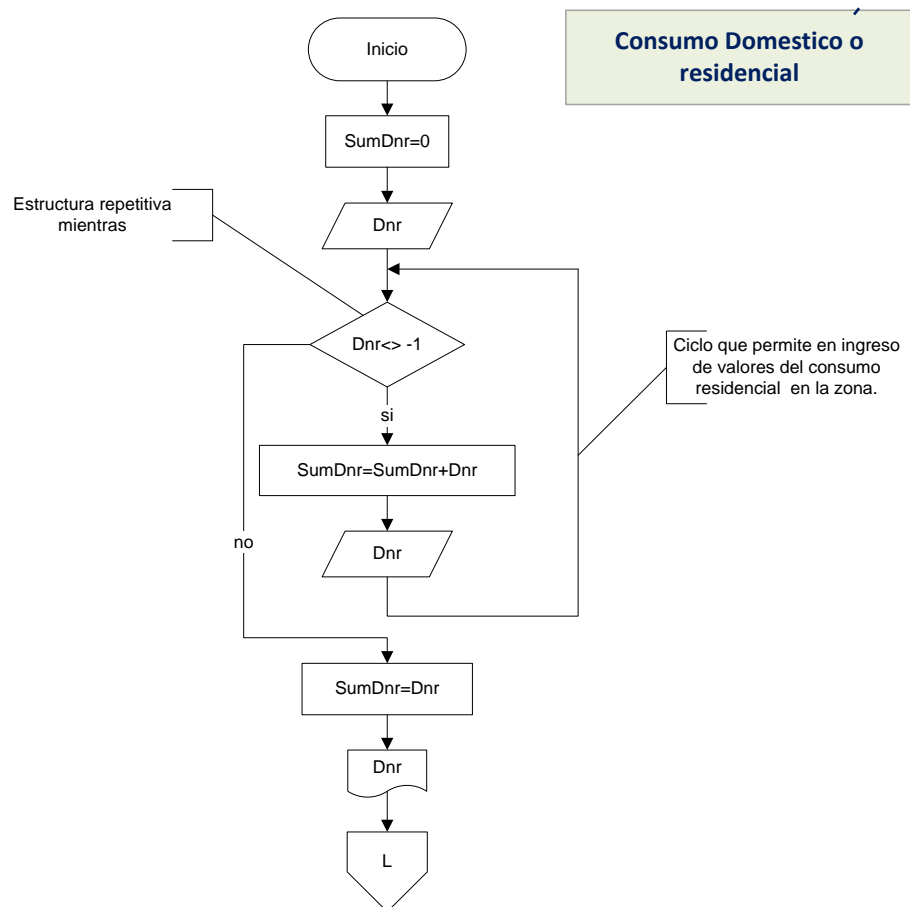 Consumo Domestico o
residencial
Inicio
SumDnr=0
Estructura repetitiva
mientras
Dnr
Dnr<> -1
Ciclo que permite en ingreso
de valores del consumo
residencial en la zona.
si
SumDnr=SumDnr+Dnr
no
Dnr
SumDnr=Dnr
Dnr
L